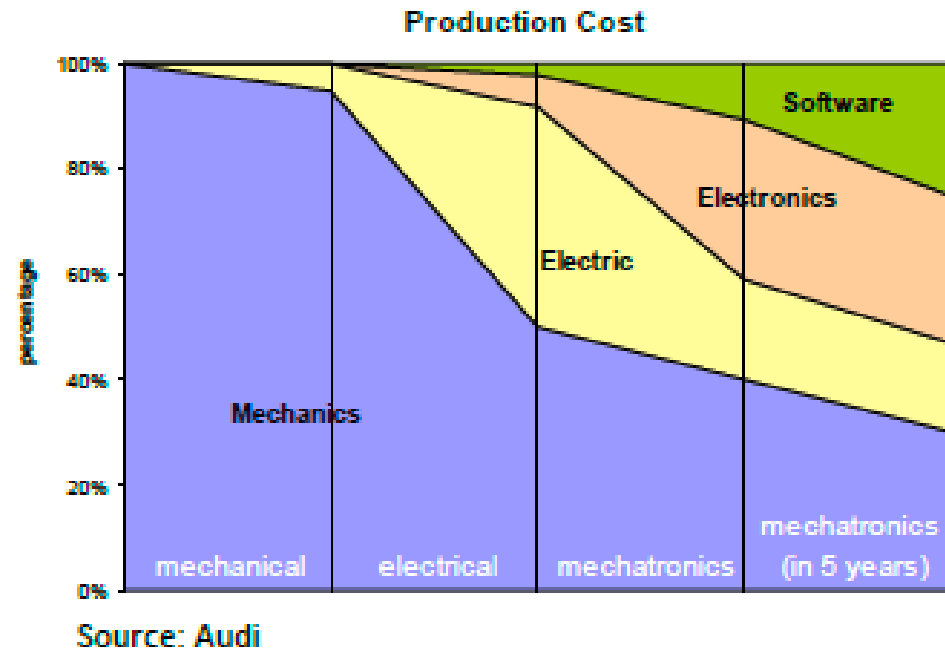 Production Cost
100%
80%
60%
40%
20%
0%
percentage
Software
Electronics
Electric
Mechanics
mechanical
electrical
mechatronics
mechatronics
(in 5 years)
Source: Audi